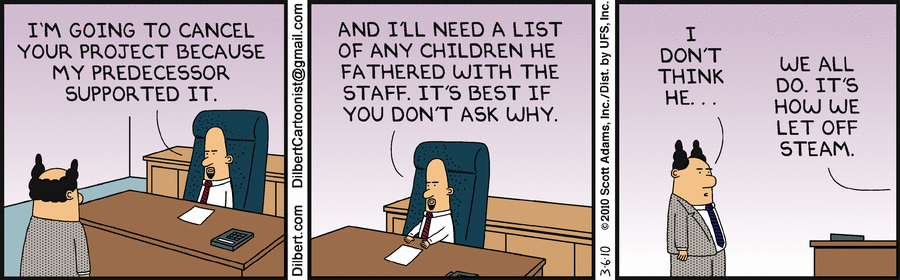 I'M GOING TO CANCEL
YOUR PROJECT BECAUSE
MY PREDECESSOR
SUPPORTED IT.
Dilbert.com DilbertCartoonist@gmail.com
AND I'LL NEED A LIST
OF ANY CHILDREN HE
FATHERED WITH THE
STAFF. IT'S BEST IF
YOU DON'T ASK WHY.
3-6-10 © 2010 Scott Adams, Inc./Dist. by UFS, Inc.
I
DON'T
THINK
HE...
WE ALL
DO. IT'S
HOW WE
LET OFF
STEAM.